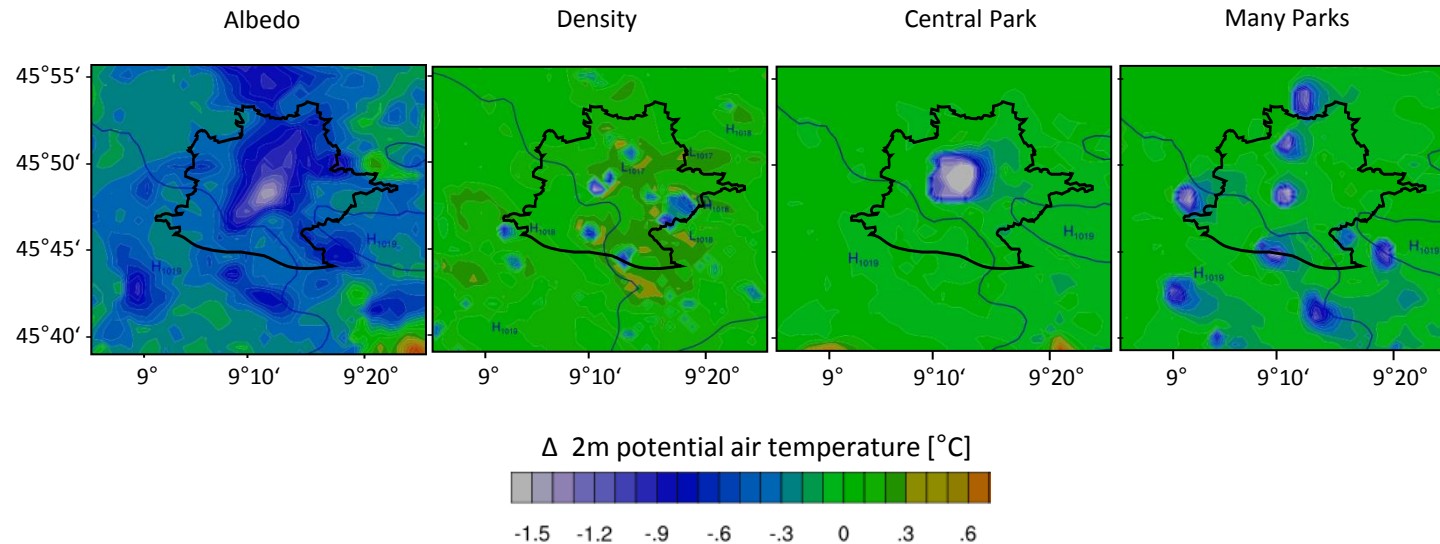 Albedo Density Central Park Many Parks
45°55‘
45°50‘
45°45‘
45°40‘
H1019
H1019
H1018
L1017
L1017
H1018
H1018
L1018
H1019
H1019
H1019
H1019
9° 9°10‘ 9°20‘ 9° 9°10‘ 9°20‘ 9° 9°10‘ 9°20‘ 9° 9°10‘ 9°20‘
Δ 2m potential air temperature [°C]
-1.5 -1.2 -.9 -.6 -.3 0 .3 .6